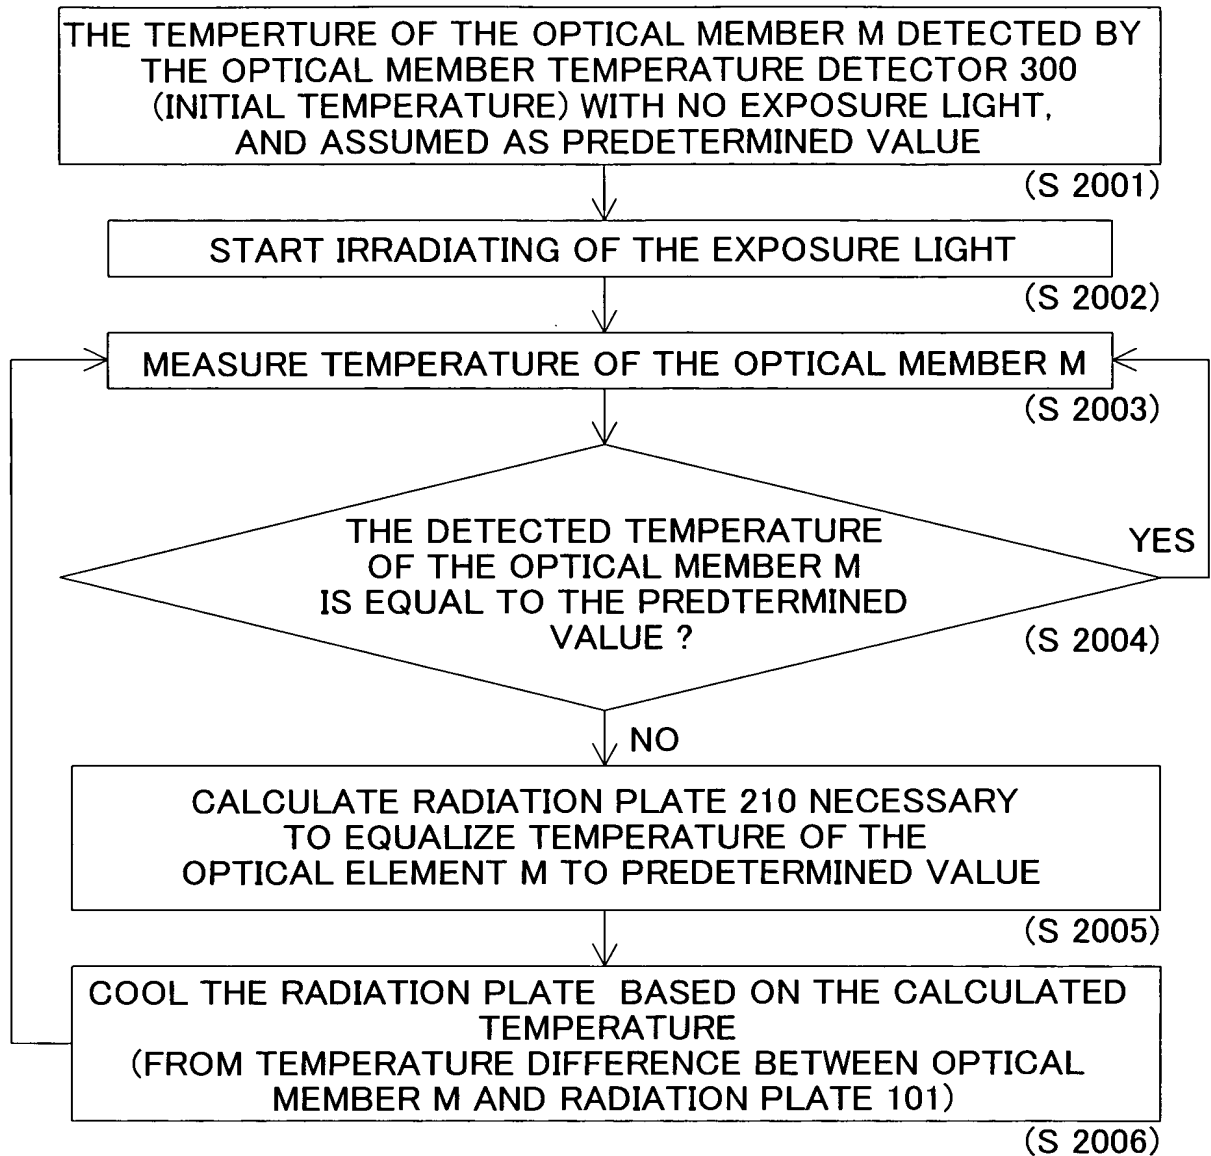 THE TEMPERTURE OF THE OPTICAL MEMBER M DETECTED BY
THE OPTICAL MEMBER TEMPERATURE DETECTOR 300
(INITIAL TEMPERATURE) WITH NO EXPOSURE LIGHT,
AND ASSUMED AS PREDETERMINED VALUE
(S 2001)
START IRRADIATING OF THE EXPOSURE LIGHT
(S 2002)
MEASURE TEMPERATURE OF THE OPTICAL MEMBER M
(S 2003)
THE DETECTED TEMPERATURE
OF THE OPTICAL MEMBER M
IS EQUAL TO THE PREDTERMINED
VALUE ?
YES
(S 2004)
NO
CALCULATE RADIATION PLATE 210 NECESSARY
TO EQUALIZE TEMPERATURE OF THE
OPTICAL ELEMENT M TO PREDETERMINED VALUE
(S 2005)
COOL THE RADIATION PLATE BASED ON THE CALCULATED
TEMPERATURE
(FROM TEMPERATURE DIFFERENCE BETWEEN OPTICAL
MEMBER M AND RADIATION PLATE 101)
(S 2006)